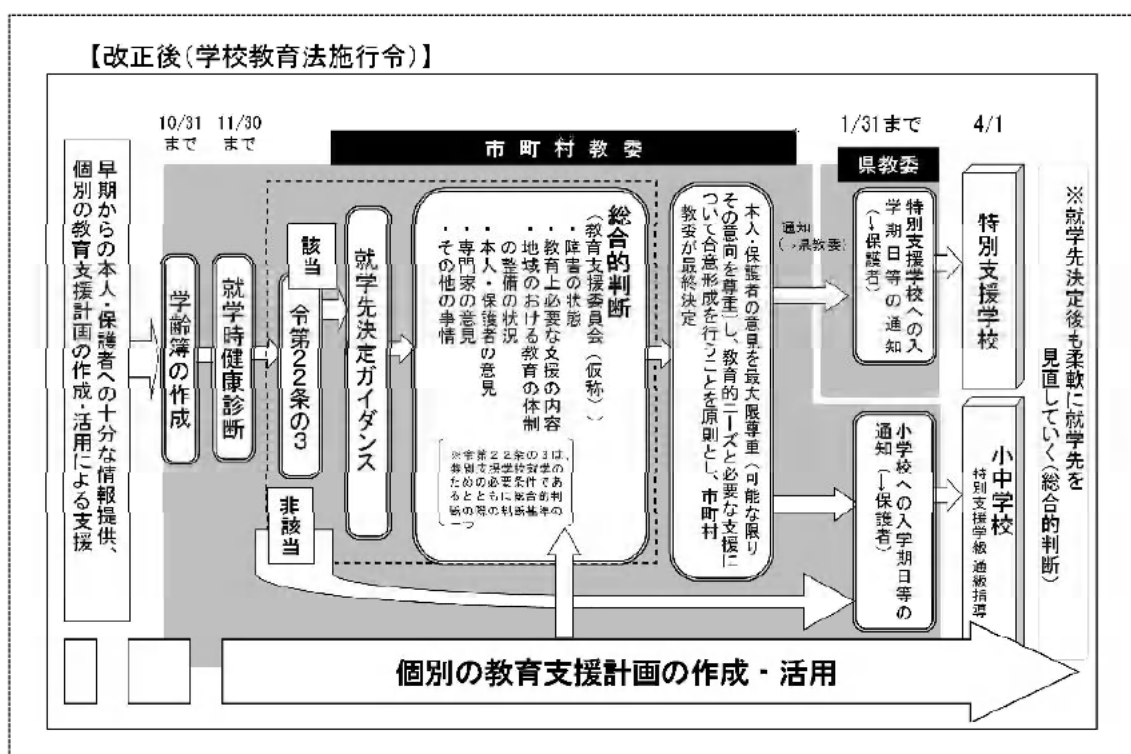 【改正後(学校教育法施行令)】
早期からの本人・保護者への十分な情報提供、
個別の教育支援計画の作成・活用による支援
10/31
まで
11/30
まで
学齢簿の作成
就学時健康診断
市町村教委
該当
令第22条の3
非該当
就学先決定ガイダンス
総合的判断
(教育支援委員会(仮称))
・障害の状態
・教育上必要な支援の内容
・地域のおける教育の体制
の整備の状況
・本人・保護者の意見
・専門家の意見
・その他の事情
※令第22条の3は、
特別支援学校就学の
ための必要条件であ
るとともに総合的判
断の際の判断基準の
一つ
本人・保護者の意見を最大限尊重(可能な限り
その意向を尊重)し、教育的ニーズと必要な支援に
ついて合意形成を行うことを原則とし、市町村
教委が最終決定
通知
(→県教委)
1/31まで
県教委
特別支援学校への入
学期日等の通知
(→保護者)
小学校への入学期日等の
通知(→保護者)
4/1
特別支援学校
小中学校
特別支援学級 通級指導
※就学先決定後も柔軟に就学先を
見直していく(総合的判断)
個別の教育支援計画の作成・活用